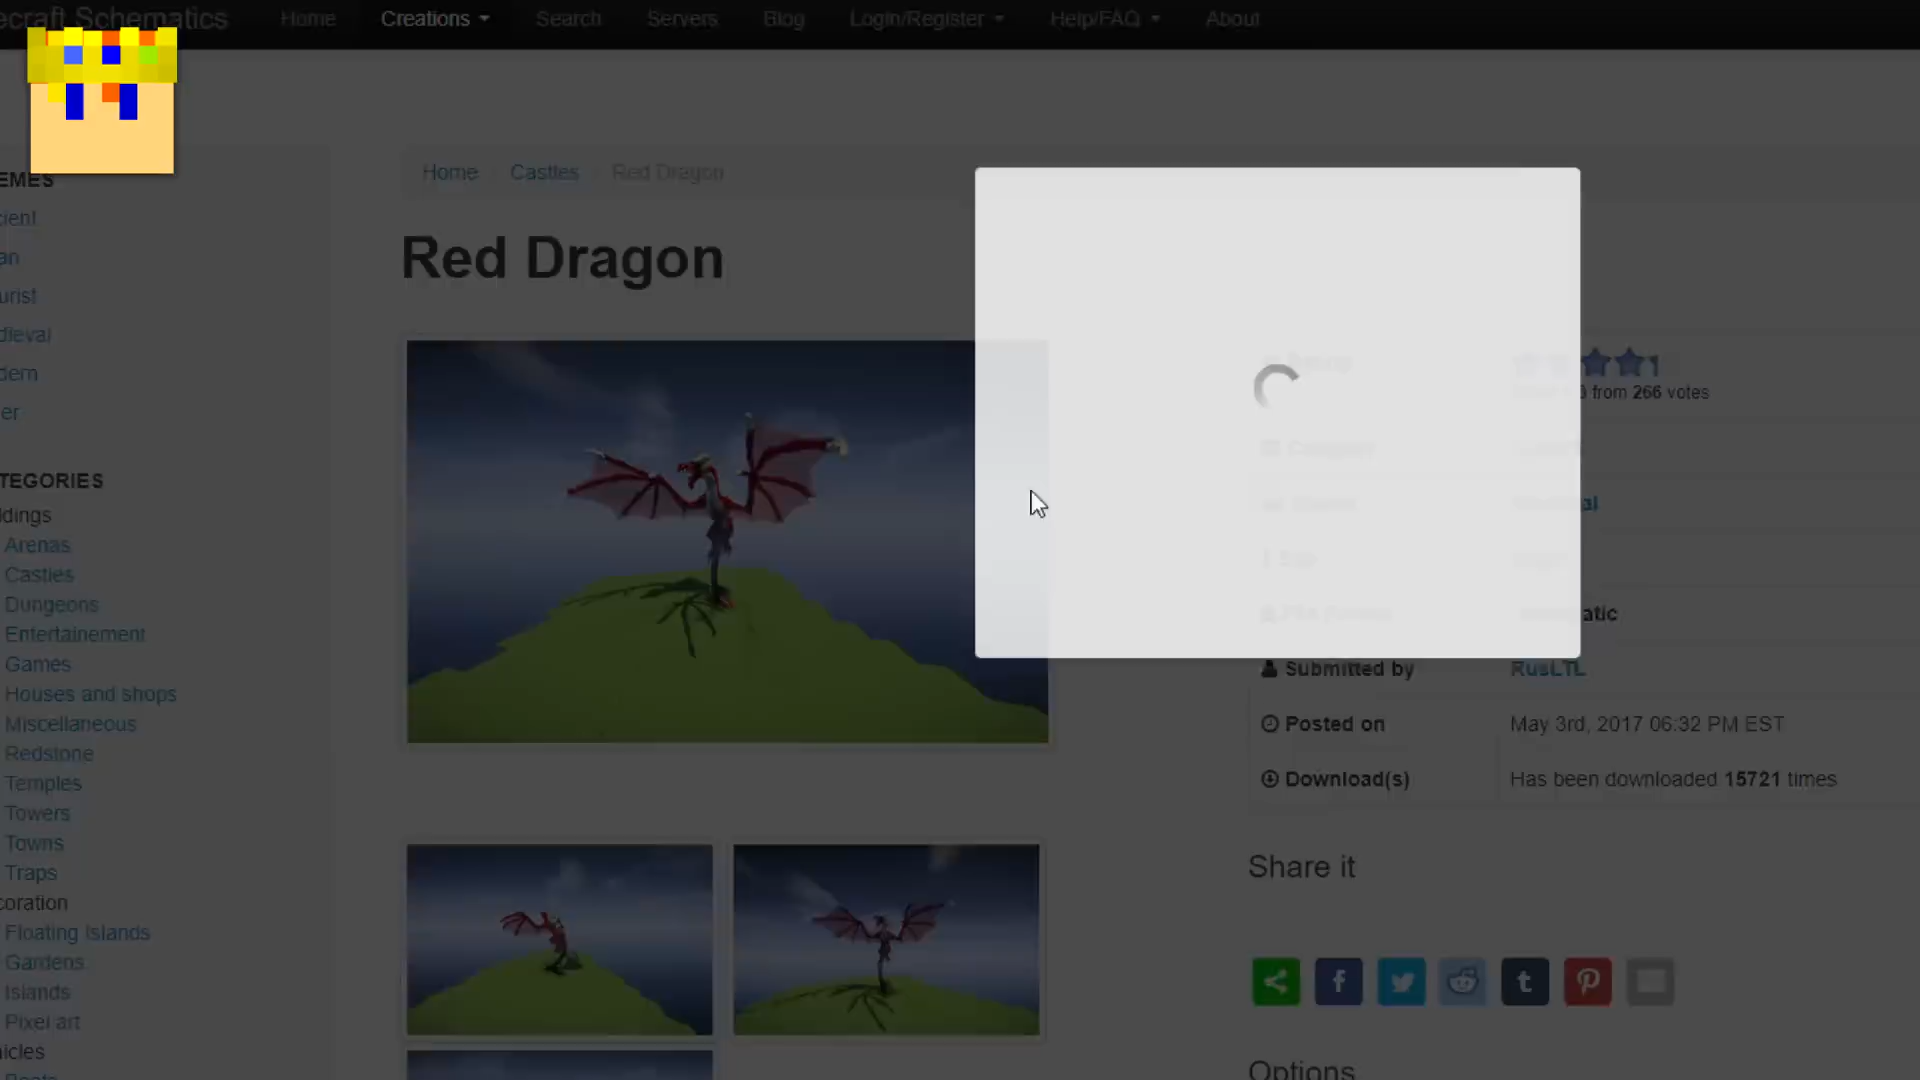 ecraft Schematics Home Creations Search Servers Blog Login/Register Help/FAQ About
Home Castles Red Dragon
Red Dragon
EMES
cient
an
urist
dieval
dern
er
TEGORIES
ldings
Arenas
Castles
Dungeons
Entertainement
Games
Houses and shops
Miscellaneous
Redstone
Temples
Towers
Towns
Traps
coration
Floating Islands
Gardens
Islands
Pixel art
hicles
Boats
from 266 votes
al
atic
Submitted by RusLTL
Posted on May 3rd, 2017 06:32 PM EST
Download(s) Has been downloaded 15721 times
Share it
Options